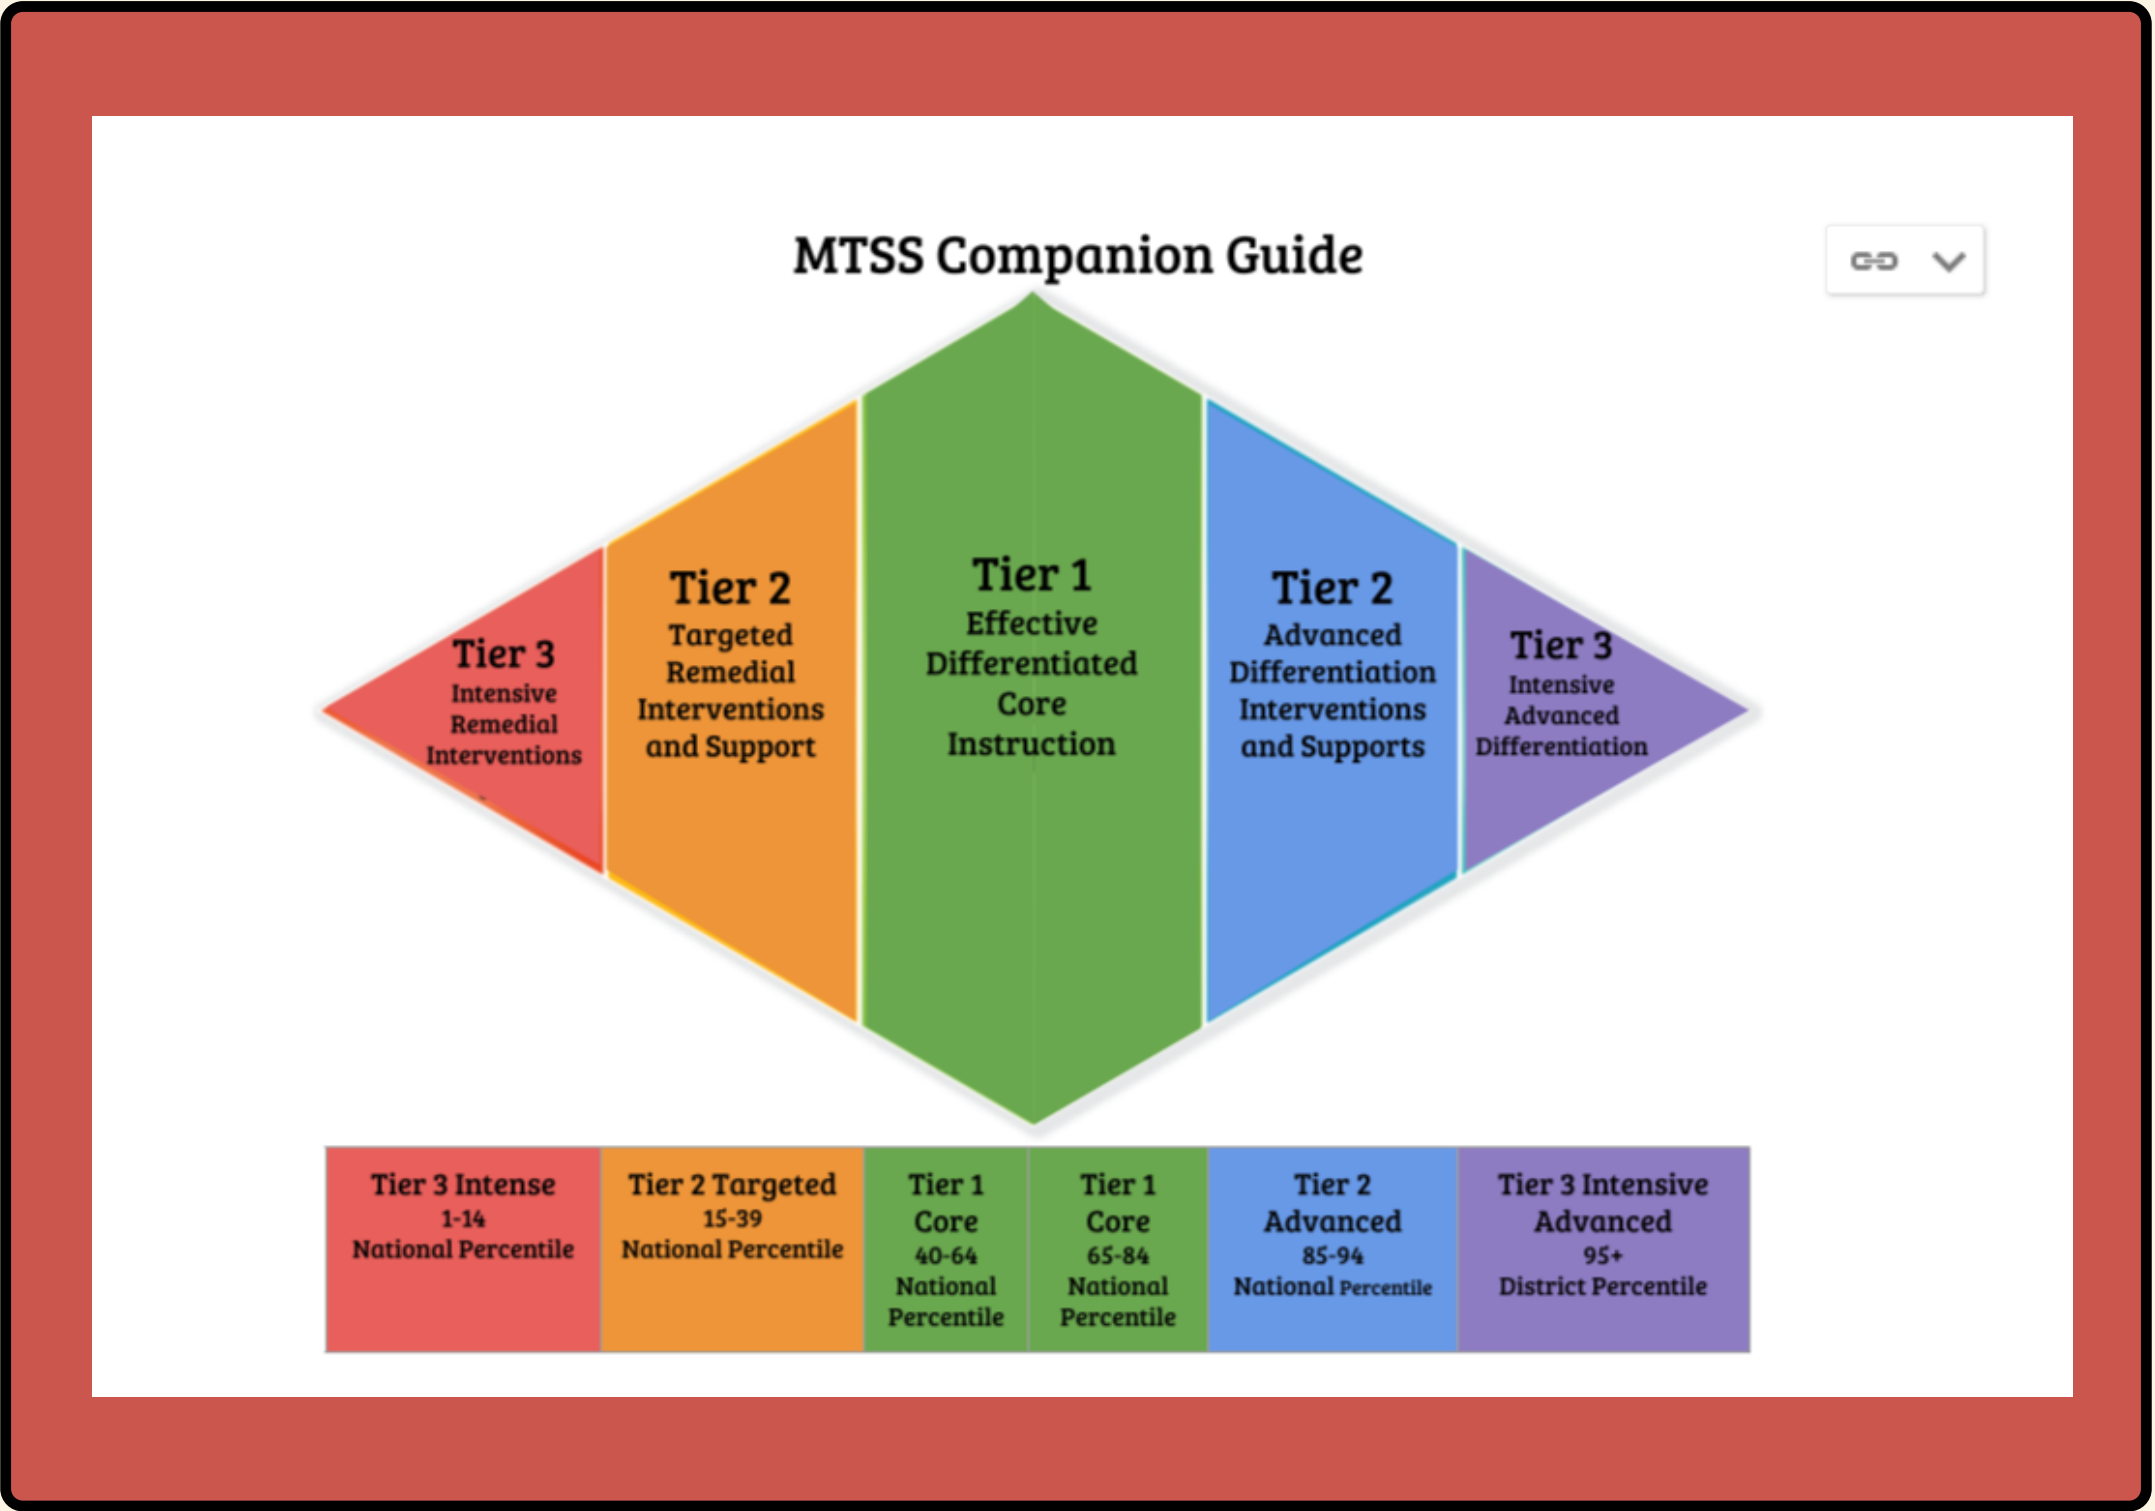 MTSS Companion Guide
Tier 3
Intensive
Remedial
Interventions
Tier 2
Targeted
Remedial
Interventions
and Support
Tier 1
Effective
Differentiated
Core
Instruction
Tier 2
Advanced
Differentiation
Interventions
and Supports
Tier 3
Intensive
Advanced
Differentiation
Tier 3 Intense
1-14
National Percentile
Tier 2 Targeted
15-39
National Percentile
Tier 1
Core
40-64
National
Percentile
Tier 1
Core
65-84
National
Percentile
Tier 2
Advanced
85-94
National Percentile
Tier 3 Intensive
Advanced
95+
District Percentile